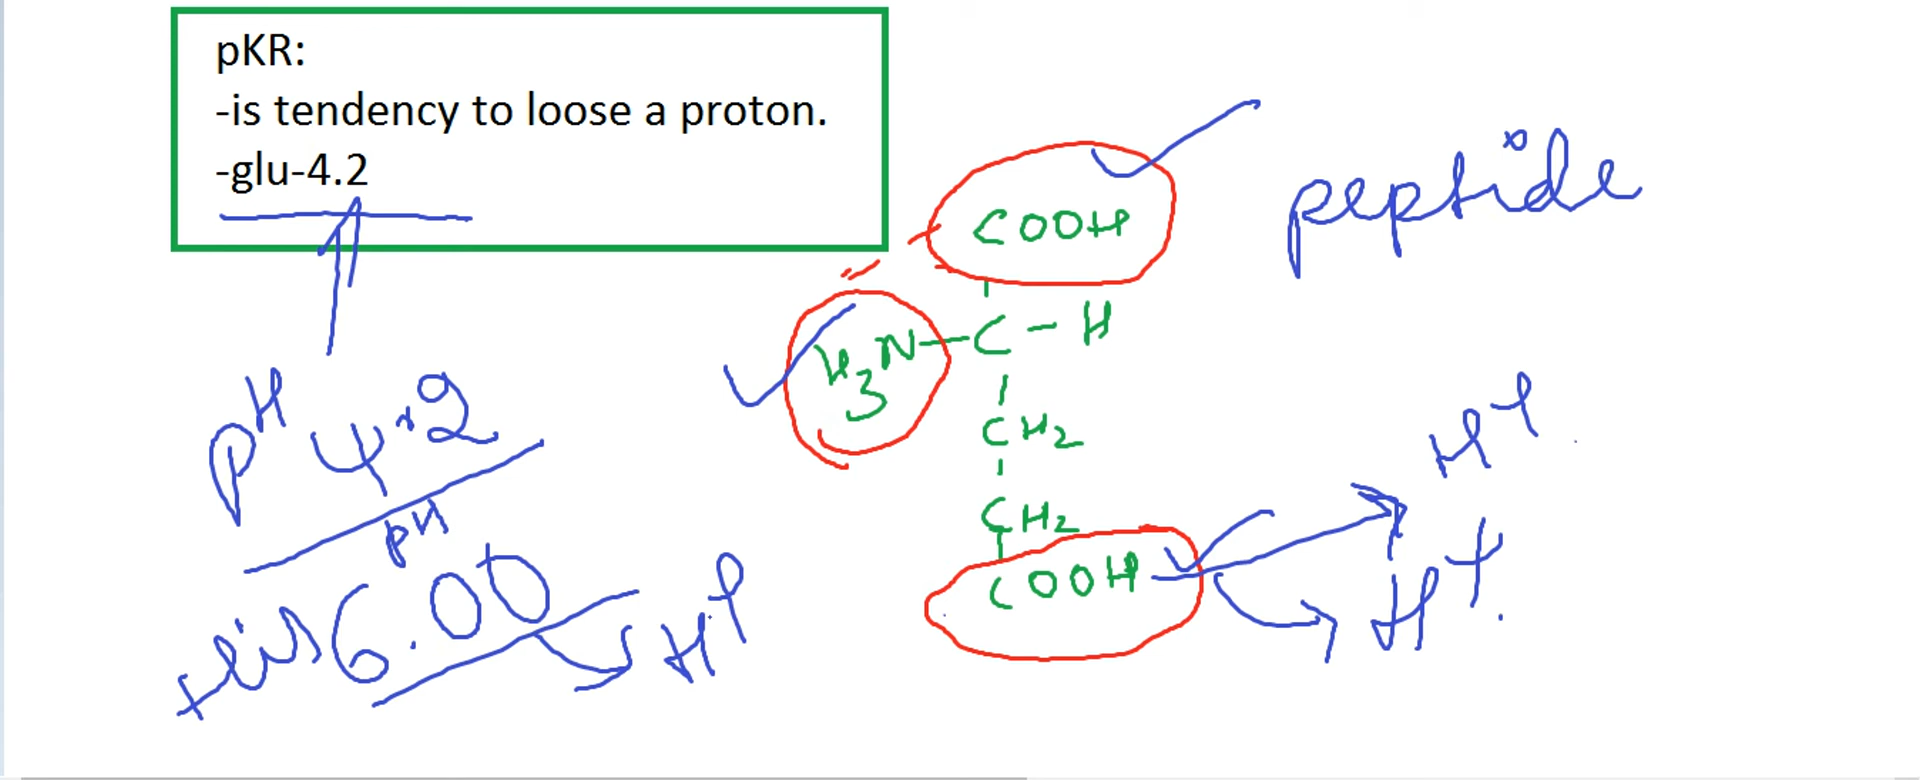 pKR:
-is tendency to loose a proton.
-glu-4.2
peptide
COOH
H3N-C-H
CH2
CH2
COOH
H+
H+
pH 4.2
pH
His 6.00
H+